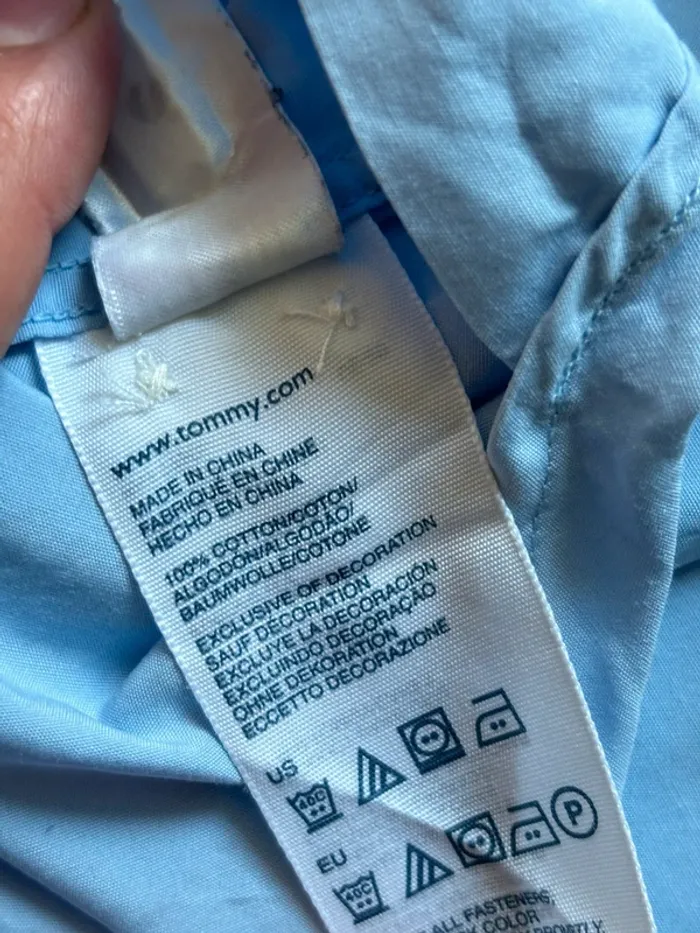 www.tommy.com
MADE IN CHINA
FABRIQUÉ EN CHINE
HECHO EN CHINA
100% COTTON/COTON/
ALGODÓN/ALGODÃO/
BAUMWOLLE/COTONE
EXCLUSIVE OF DECORATION
SAUF DECORATION
EXCLUYE LA DECORACIÓN
EXCLUINDO DECORAÇÃO
OHNE DEKORATION
ECCETTO DECORAZIONE
US
40C
EU
40C P
ALL FASTENERS,
COLOR